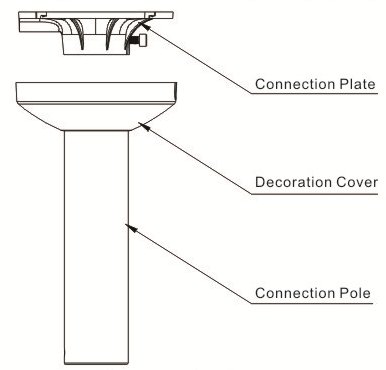 Connection Plate
Decoration Cover
Connection Pole